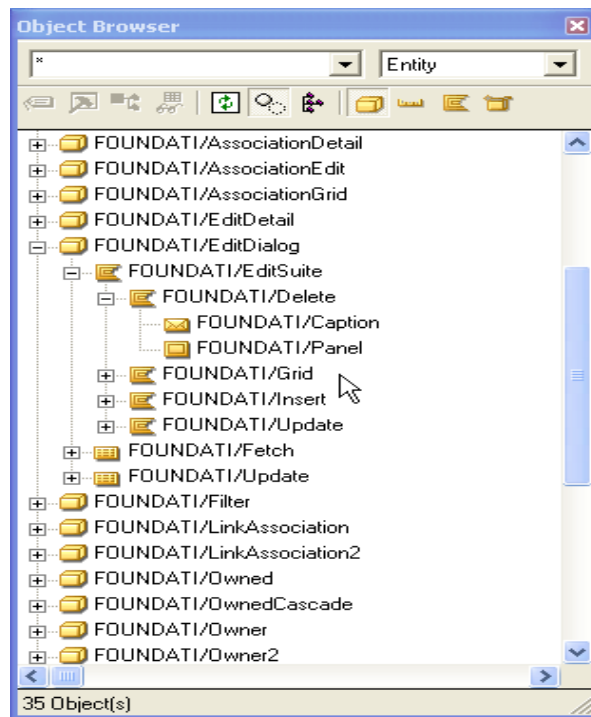 Object Browser
* Entity
FOUNDATI/AssociationDetail
FOUNDATI/AssociationEdit
FOUNDATI/AssociationGrid
FOUNDATI/EditDetail
FOUNDATI/EditDialog
FOUNDATI/EditSuite
FOUNDATI/Delete
FOUNDATI/Caption
FOUNDATI/Panel
FOUNDATI/Grid
FOUNDATI/Insert
FOUNDATI/Update
FOUNDATI/Fetch
FOUNDATI/Update
FOUNDATI/Filter
FOUNDATI/LinkAssociation
FOUNDATI/LinkAssociation2
FOUNDATI/Owned
FOUNDATI/OwnedCascade
FOUNDATI/Owner
FOUNDATI/Owner2
35 Object(s)